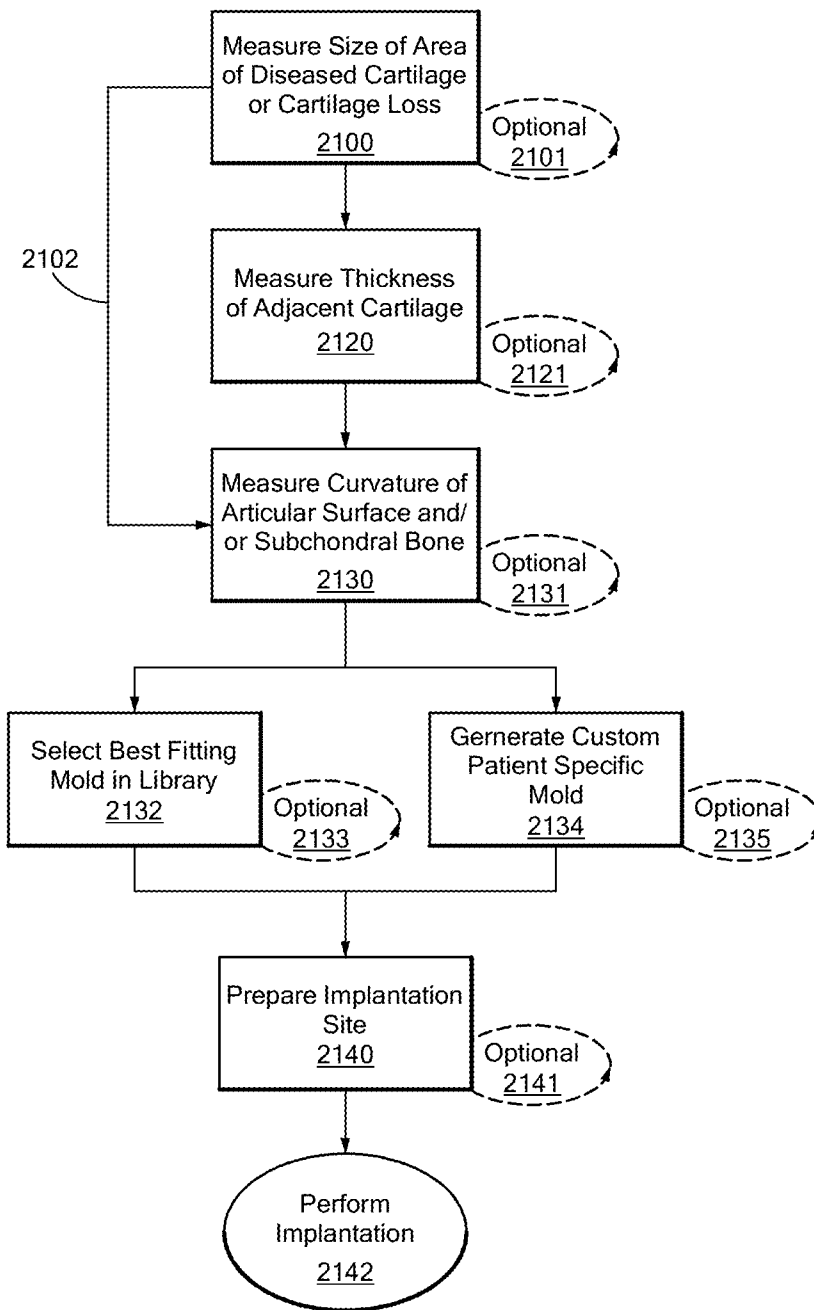 Measure Size of Area
of Diseased Cartilage
or Cartilage Loss
2100
Optional
2101
2102
Measure Thickness
of Adjacent Cartilage
2120
Optional
2121
Measure Curvature of
Articular Surface and/
or Subchondral Bone
2130
Optional
2131
Select Best Fitting
Mold in Library
2132
Optional
2133
Gernerate Custom
Patient Specific
Mold
2134
Optional
2135
Prepare Implantation
Site
2140
Optional
2141
Perform
Implantation
2142